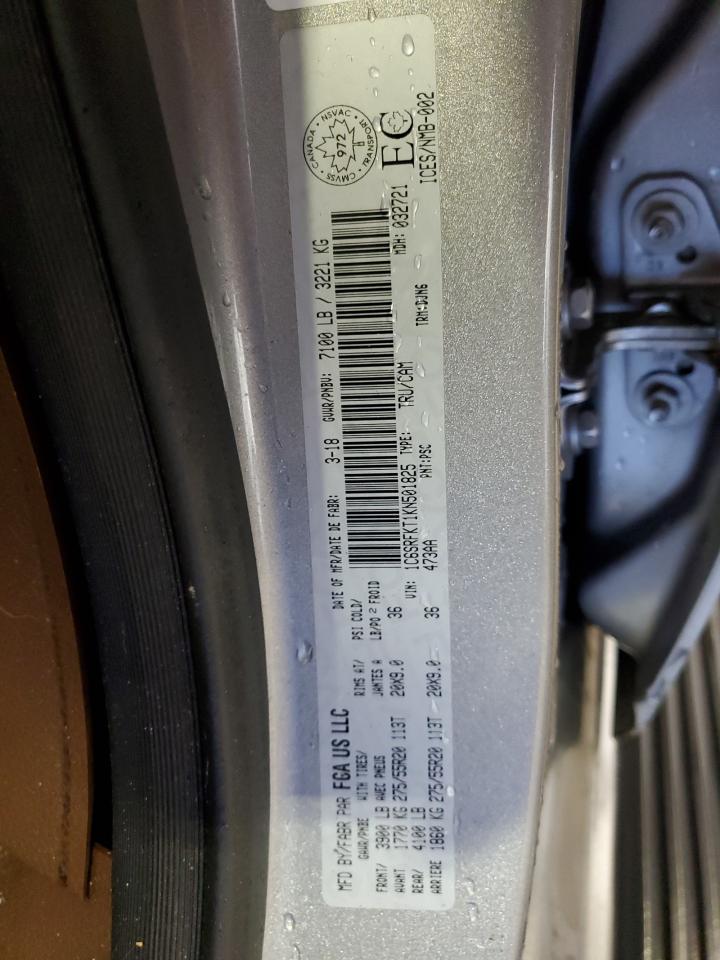 MFD BY/FABR PAR FGA US LLC
DATE OF MFR/DATE DE FABR: 3-18 GVWR/PNBV: 7100 LB / 3221 KG
GAWR/PNBE WITH TIRES/ RIMS AT/ PSI COLD/
FRONT/ 3900 LB AVEC PNEUS JANTES A LB/PO 2 FROID
AVANT 1770 KG 275/55R20 113T 20X9.0 36
REAR/ 4100 LB
ARRIERE 1860 KG 275/55R20 113T 20X9.0 36
CANADA • NSVAC • TRANSPORT • CMVSS •
972
VIN: 1C6SRFKT1KN501825 TYPE: TRU/CAM MDH: 032721
473AA PNT:PSC TRM:DJN6
EC
ICES/NMB-002